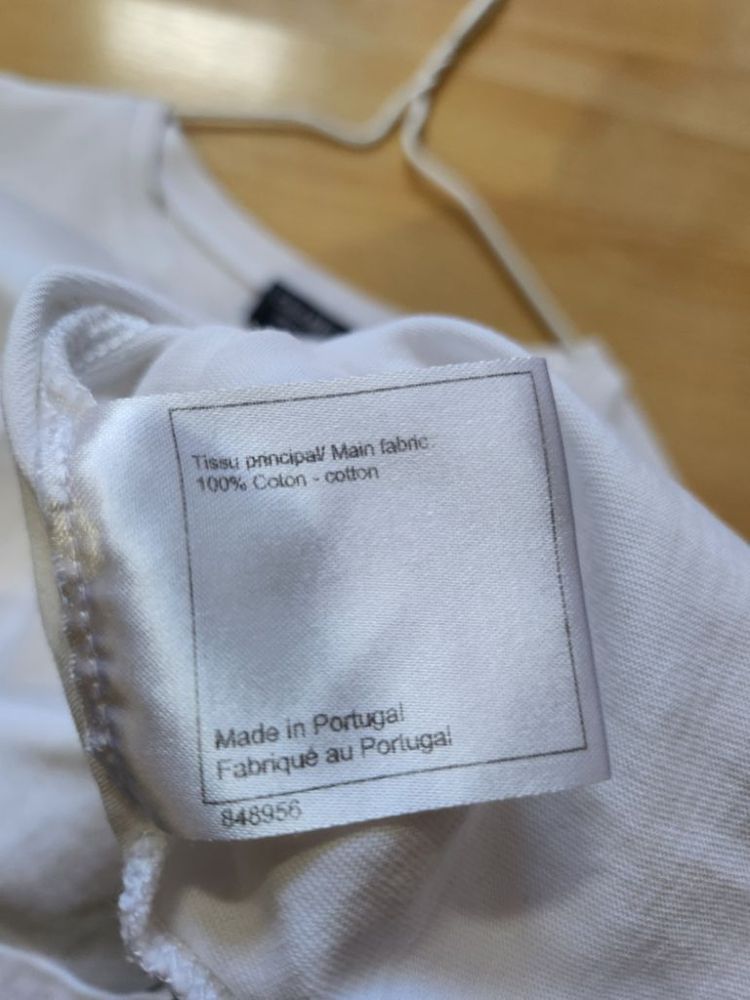 Tissu principal/ Main fabric:
100% Coton - cotton
Made in Portugal
Fabriqué au Portugal
848956